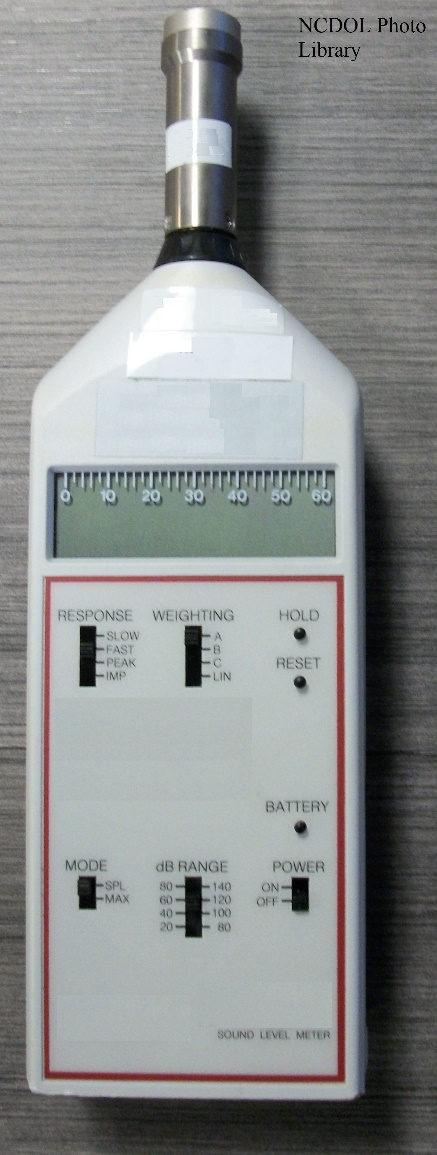 NCDOL Photo
Library
0 10 20 30 40 50 60
RESPONSE WEIGHTING HOLD
SLOW A
FAST B
PEAK C
IMP LIN
RESET
BATTERY
MODE dB RANGE POWER
SPL 80 140 ON
MAX 60 120 OFF
40 100
20 80
SOUND LEVEL METER